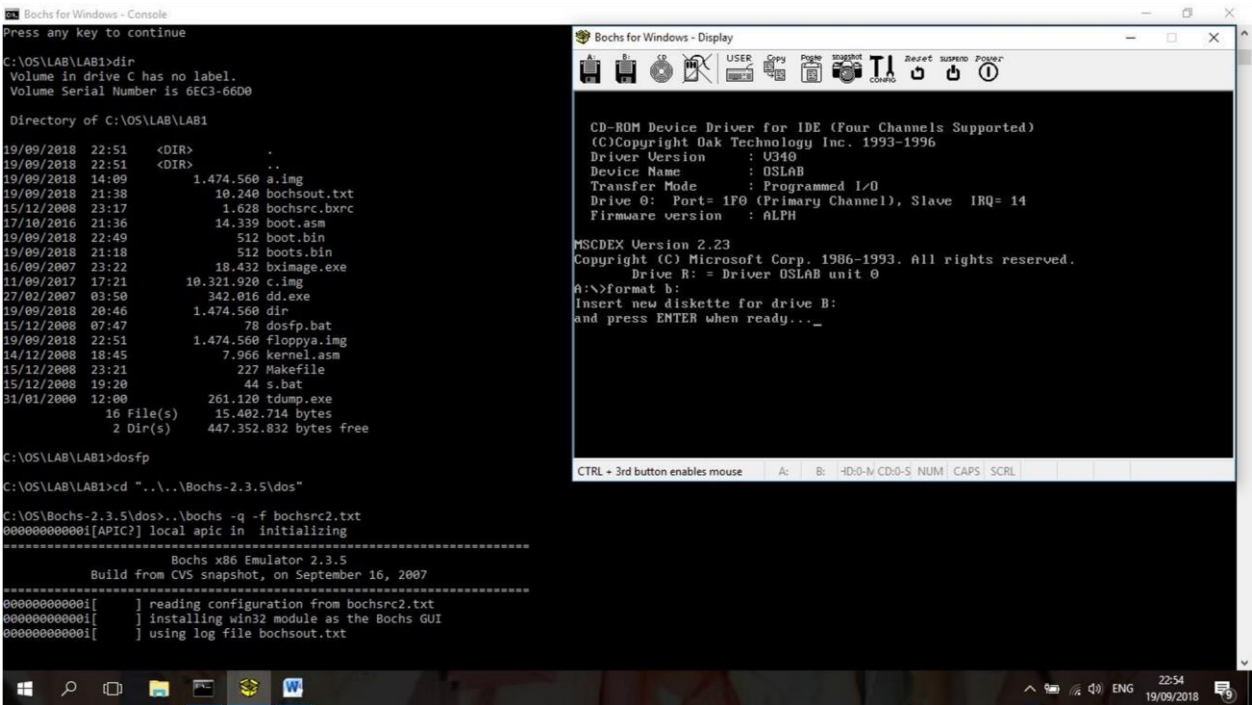 Bochs for Windows - Console
Press any key to continue
C:\OS\LAB\LAB1>dir
Volume in drive C has no label.
Volume Serial Number is 6EC3-66D0
Directory of C:\OS\LAB\LAB1
19/09/2018 22:51 <DIR> .
19/09/2018 22:51 <DIR> ..
19/09/2018 14:09 1.474.560 a.img
19/09/2018 21:38 10.240 bochsout.txt
15/12/2008 23:17 1.628 bochsrc.bxrc
17/10/2016 21:36 14.339 boot.asm
19/09/2018 22:49 512 boot.bin
19/09/2018 21:18 512 boots.bin
16/09/2007 23:22 18.432 bximage.exe
11/09/2017 17:21 10.321.920 c.img
27/02/2007 03:50 342.016 dd.exe
19/09/2018 20:46 1.474.560 dir
15/12/2008 07:47 78 dosfp.bat
19/09/2018 22:51 1.474.560 floppya.img
14/12/2008 18:45 7.966 kernel.asm
15/12/2008 23:21 227 Makefile
15/12/2008 19:20 44 s.bat
31/01/2000 12:00 261.120 tdump.exe
16 File(s) 15.402.714 bytes
2 Dir(s) 447.352.832 bytes free
C:\OS\LAB\LAB1>dosfp
C:\OS\LAB\LAB1>cd "..\..\Bochs-2.3.5\dos"
C:\OS\Bochs-2.3.5\dos>..\bochs -q -f bochsrc2.txt
00000000000i[APIC?] local apic in initializing
========================================================================
Bochs x86 Emulator 2.3.5
Build from CVS snapshot, on September 16, 2007
========================================================================
00000000000i[ ] reading configuration from bochsrc2.txt
00000000000i[ ] installing win32 module as the Bochs GUI
00000000000i[ ] using log file bochsout.txt
Bochs for Windows - Display
A: B: CD USER Copy Paste snapshot CONFIG Reset SUSPEND Power
CD-ROM Device Driver for IDE (Four Channels Supported)
(C)Copyright Oak Technology Inc. 1993-1996
Driver Version : V340
Device Name : OSLAB
Transfer Mode : Programmed I/O
Drive 0: Port= 1F0 (Primary Channel), Slave IRQ= 14
Firmware version : ALPH
MSCDEX Version 2.23
Copyright (C) Microsoft Corp. 1986-1993. All rights reserved.
Drive R: = Driver OSLAB unit 0
A:\>format b:
Insert new diskette for drive B:
and press ENTER when ready..._
CTRL + 3rd button enables mouse A: B: HD:0-M CD:0-S NUM CAPS SCRL
ENG
22:54
19/09/2018
9